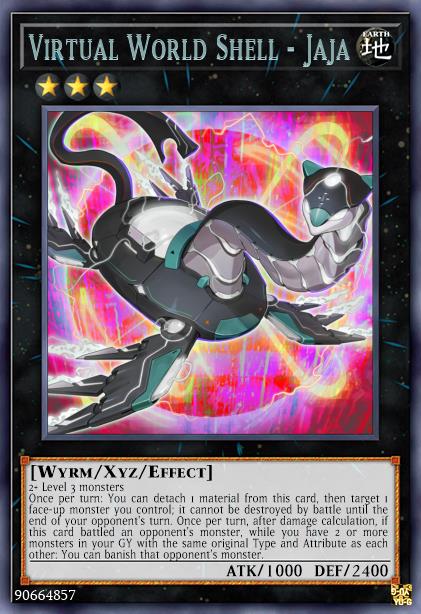 VIRTUAL WORLD SHELL - JAJA
EARTH
地
[WYRM/XYZ/EFFECT]
2+ Level 3 monsters
Once per turn: You can detach 1 material from this card, then target 1
face-up monster you control; it cannot be destroyed by battle until the
end of your opponent's turn. Once per turn, after damage calculation, if
this card battled an opponent's monster, while you have 2 or more
monsters in your GY with the same original Type and Attribute as each
other: You can banish that opponent's monster.
ATK/1000 DEF/2400
90664857